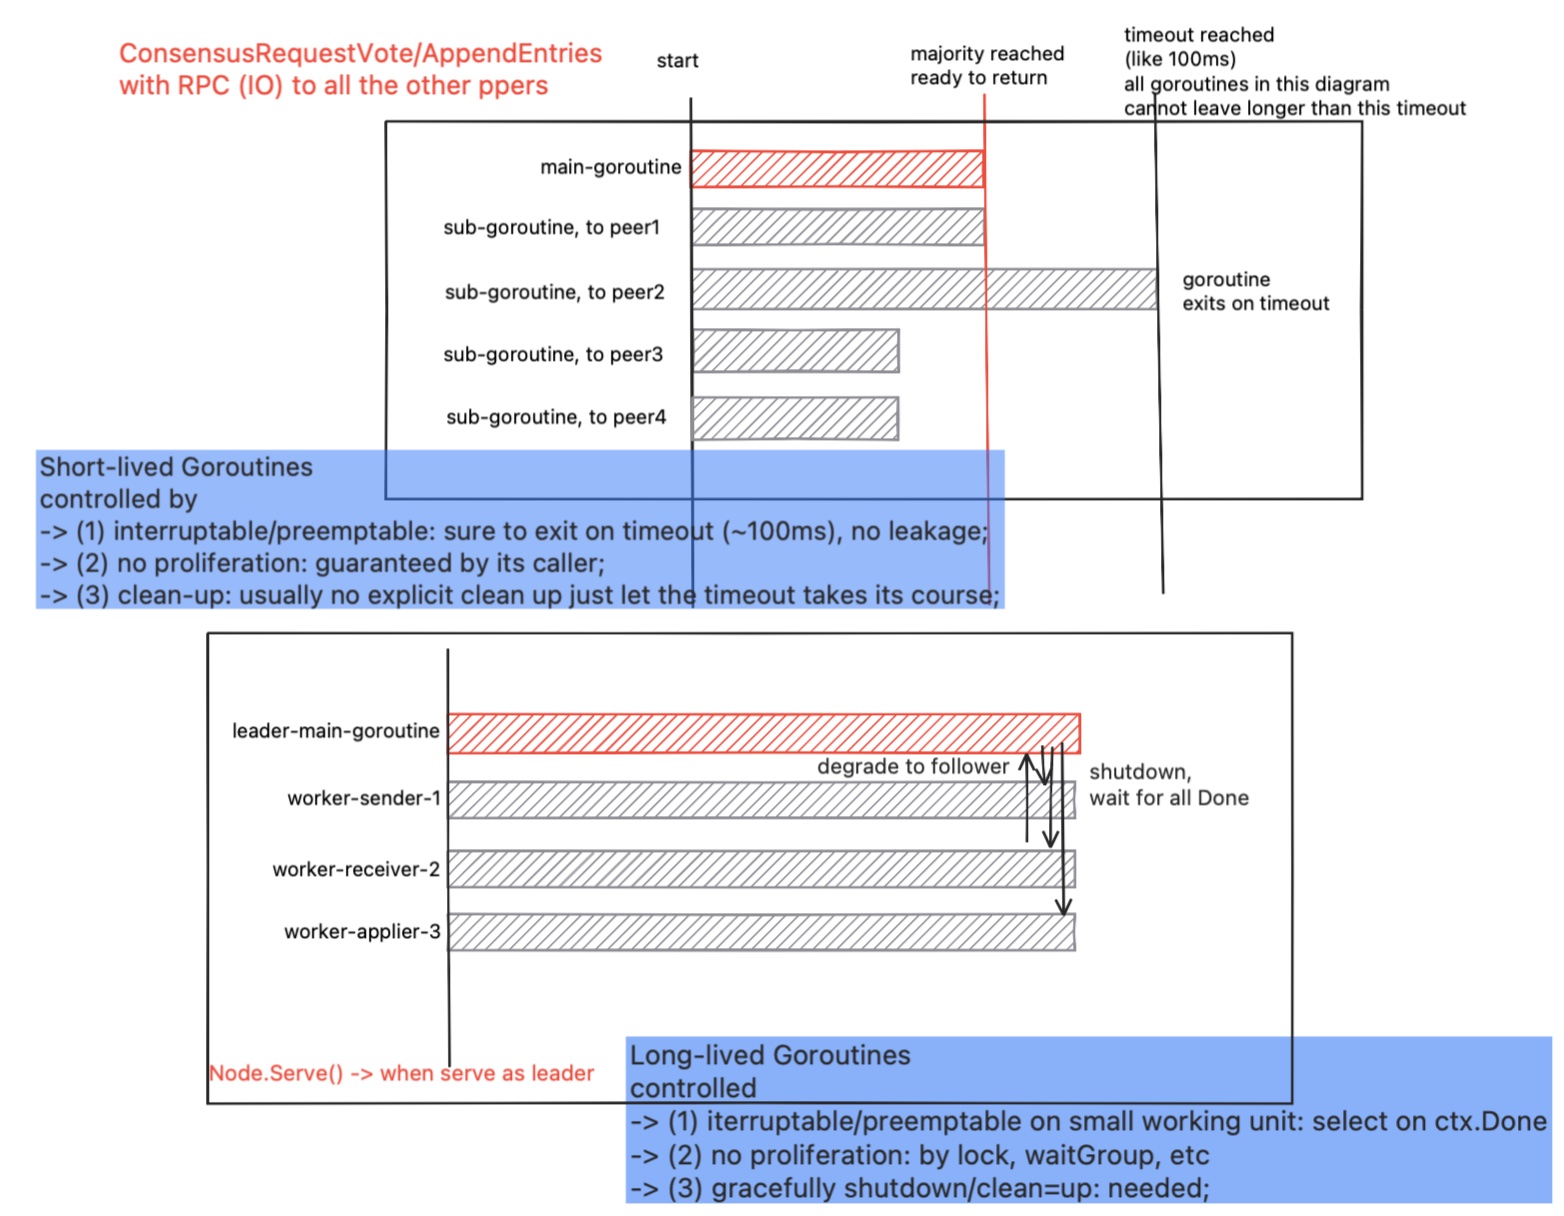 ConsensusRequestVote/AppendEntries
with RPC (IO) to all the other ppers
start
majority reached
ready to return
timeout reached
(like 100ms)
all goroutines in this diagram
cannot leave longer than this timeout
main-goroutine
sub-goroutine, to peer1
sub-goroutine, to peer2
goroutine
exits on timeout
sub-goroutine, to peer3
sub-goroutine, to peer4
Short-lived Goroutines
controlled by
-> (1) interruptable/preemptable: sure to exit on timeout (~100ms), no leakage;
-> (2) no proliferation: guaranteed by its caller;
-> (3) clean-up: usually no explicit clean up just let the timeout takes its course;
leader-main-goroutine
degrade to follower
shutdown,
wait for all Done
worker-sender-1
worker-receiver-2
worker-applier-3
Node.Serve() -> when serve as leader
Long-lived Goroutines
controlled
-> (1) iterruptable/preemptable on small working unit: select on ctx.Done
-> (2) no proliferation: by lock, waitGroup, etc
-> (3) gracefully shutdown/clean=up: needed;